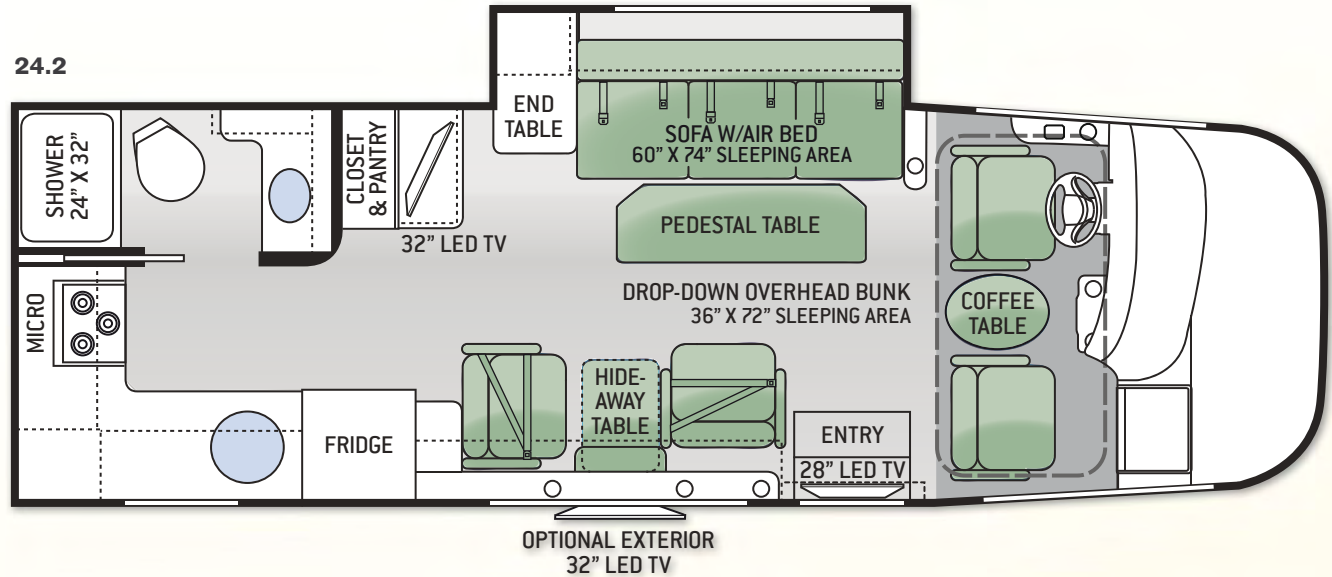 24.2
SHOWER
24” X 32”
CLOSET
& PANTRY
32” LED TV
END
TABLE
SOFA W/AIR BED
60” X 74” SLEEPING AREA
PEDESTAL TABLE
DROP-DOWN OVERHEAD BUNK
36” X 72” SLEEPING AREA
COFFEE
TABLE
MICRO
FRIDGE
HIDE-
AWAY
TABLE
ENTRY
28” LED TV
OPTIONAL EXTERIOR
32” LED TV